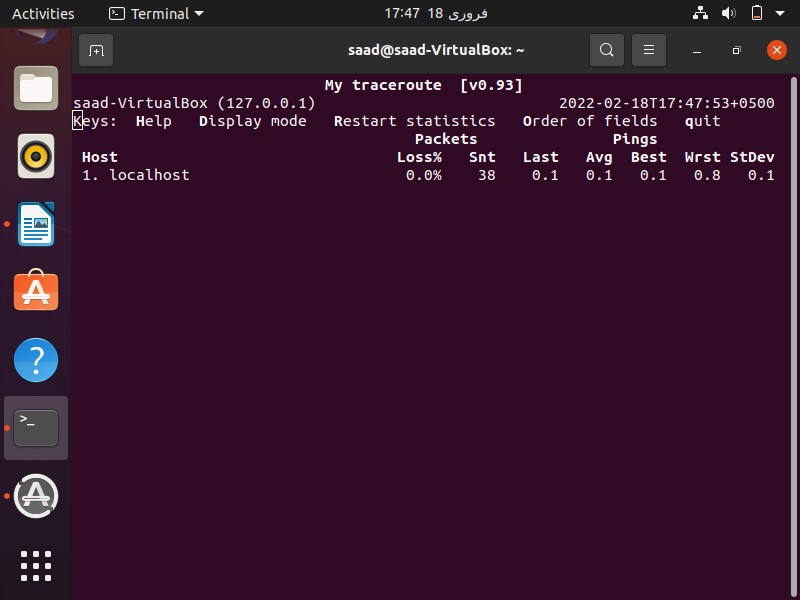 Activities Terminal 17:47 18 فروری
saad@saad-VirtualBox: ~
My traceroute [v0.93]
saad-VirtualBox (127.0.0.1) 2022-02-18T17:47:53+0500
Keys: Help Display mode Restart statistics Order of fields quit
Packets Pings
Host Loss% Snt Last Avg Best Wrst StDev
1. localhost 0.0% 38 0.1 0.1 0.1 0.8 0.1